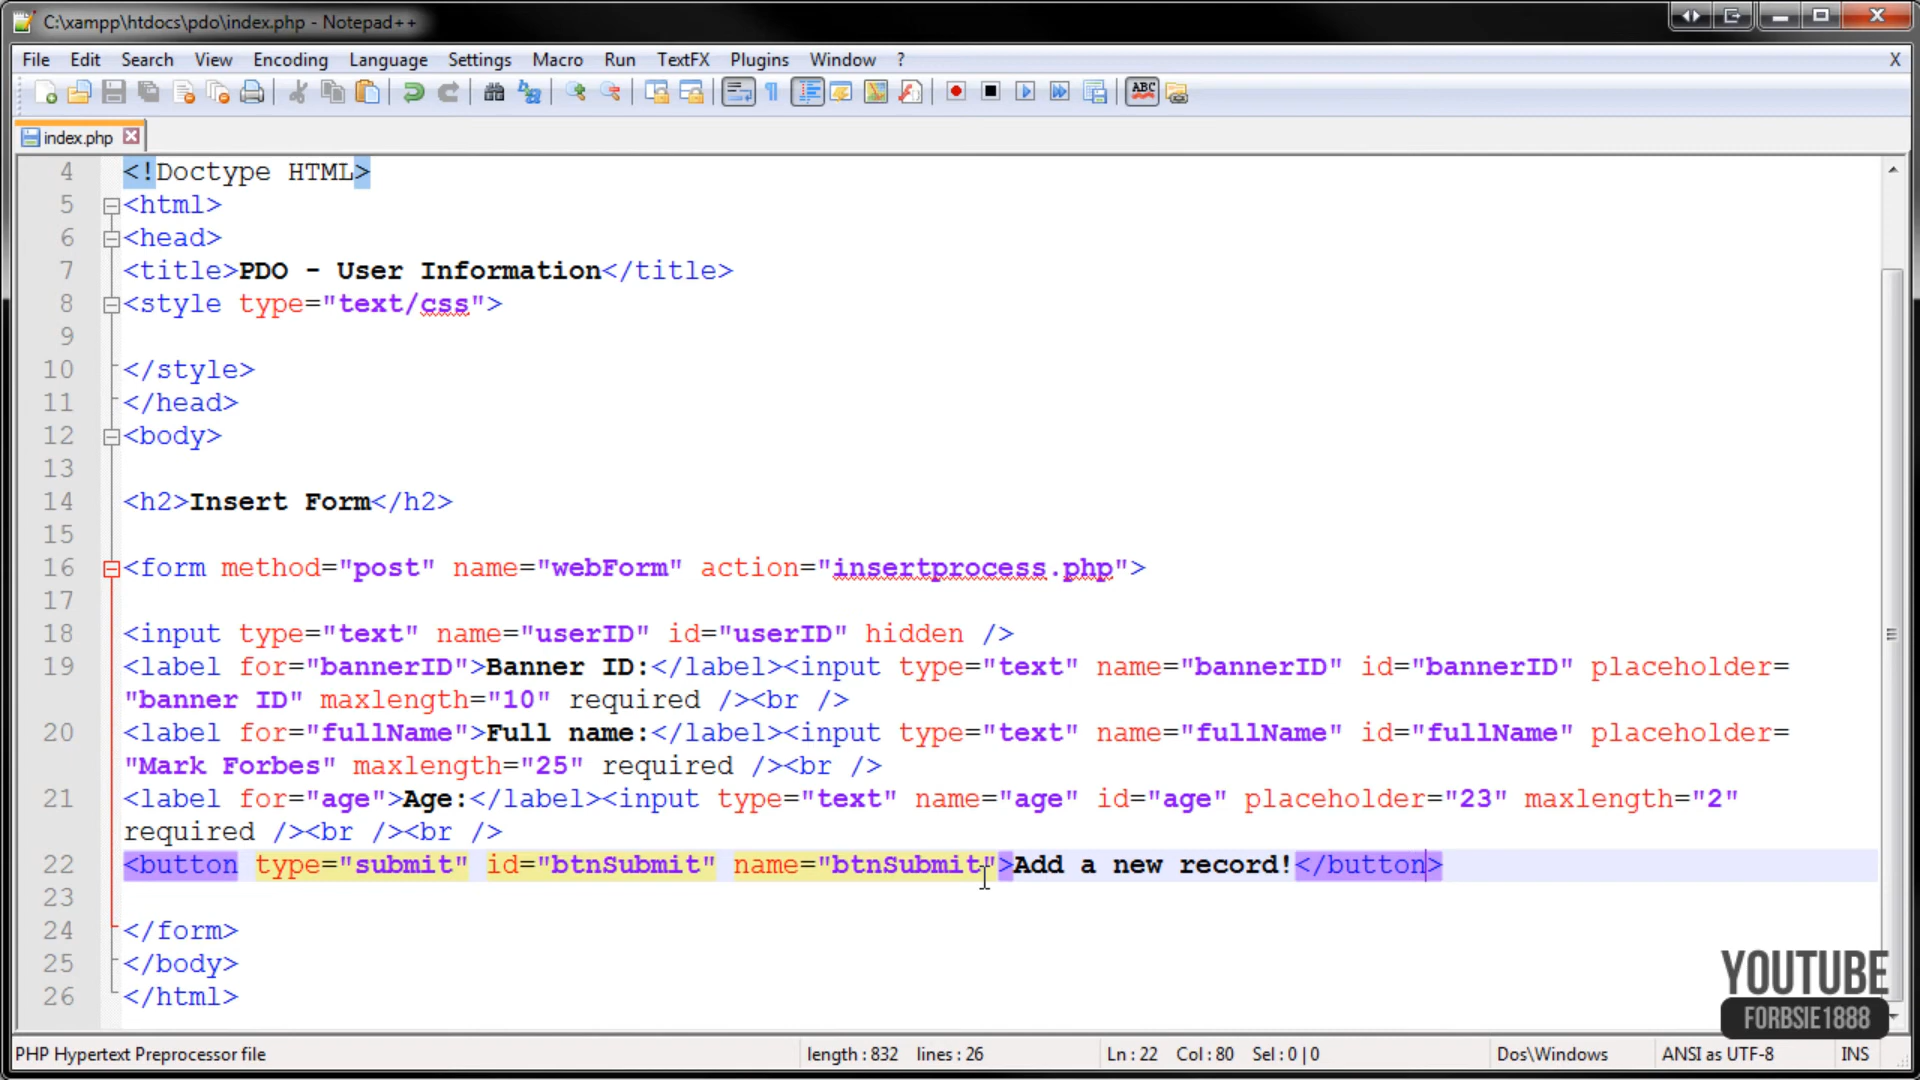 C:\xampp\htdocs\pdo\index.php - Notepad++
File Edit Search View Encoding Language Settings Macro Run TextFX Plugins Window ? X
ABC
index.php
4 <!Doctype HTML>
5 <html>
6 <head>
7 <title>PDO - User Information</title>
8 <style type="text/css">
9
10 </style>
11 </head>
12 <body>
13
14 <h2>Insert Form</h2>
15
16 <form method="post" name="webForm" action="insertprocess.php">
17
18 <input type="text" name="userID" id="userID" hidden />
19 <label for="bannerID">Banner ID:</label><input type="text" name="bannerID" id="bannerID" placeholder=
"banner ID" maxlength="10" required /><br />
20 <label for="fullName">Full name:</label><input type="text" name="fullName" id="fullName" placeholder=
"Mark Forbes" maxlength="25" required /><br />
21 <label for="age">Age:</label><input type="text" name="age" id="age" placeholder="23" maxlength="2"
required /><br /><br />
22 <button type="submit" id="btnSubmit" name="btnSubmit">Add a new record!</button>
23
24 </form>
25 </body>
26 </html>
YOUTUBE
FORBSIE1888
PHP Hypertext Preprocessor file length : 832 lines : 26 Ln : 22 Col : 80 Sel : 0 | 0 Dos\Windows ANSI as UTF-8 INS